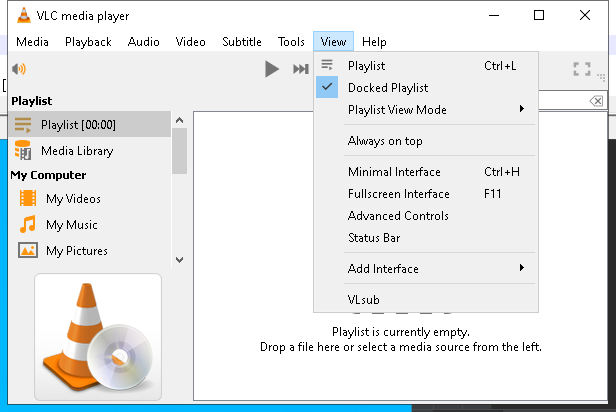 VLC media player
Media Playback Audio Video Subtitle Tools View Help
Playlist Ctrl+L
Docked Playlist
Playlist View Mode
Always on top
Minimal Interface Ctrl+H
Fullscreen Interface F11
Advanced Controls
Status Bar
Add Interface
VLsub
Playlist
Playlist [00:00]
Media Library
My Computer
My Videos
My Music
My Pictures
Playlist is currently empty.
Drop a file here or select a media source from the left.